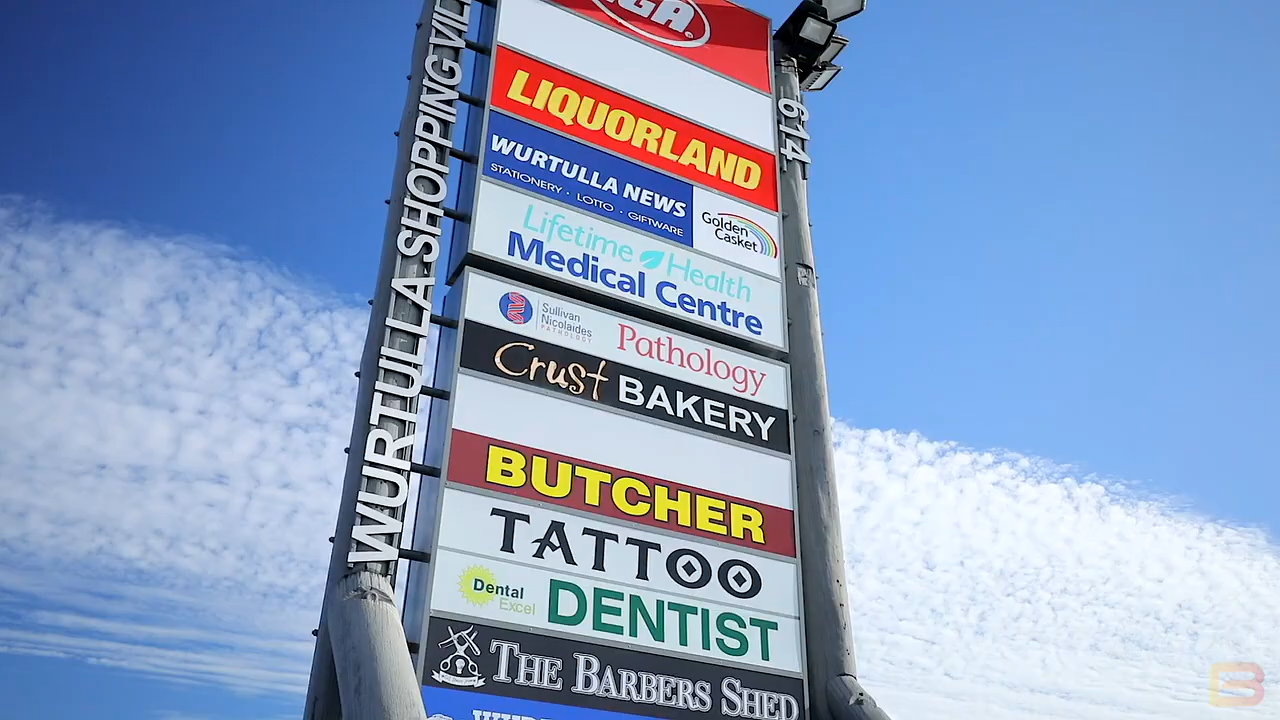 WURTULLA SHOPPING
614
LIQUORLAND
WURTULLA NEWS
STATIONERY · LOTTO · GIFTWARE
Golden
Casket
Lifetime Health
Medical Centre
Sullivan
Nicolaides
PATHOLOGY
Pathology
Crust BAKERY
BUTCHER
TATTOO
Dental
Excel
DENTIST
THE BARBERS SHED